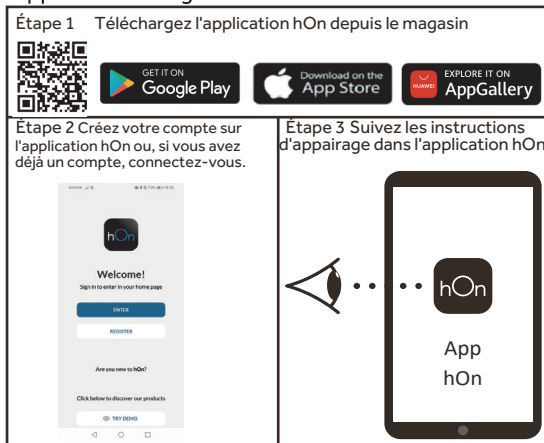 Étape 1 Téléchargez l'application hOn depuis le magasin
GET IT ON
Google Play
Download on the
App Store
HUAWEI
EXPLORE IT ON
AppGallery
Étape 2 Créez votre compte sur
l'application hOn ou, si vous avez
déjà un compte, connectez-vous.
hOn
Welcome!
Sign in to enter in your home page
ENTER
REGISTER
Are you new to hOn?
Click below to discover our products
TRY DEMO
Étape 3 Suivez les instructions
d'appairage dans l'application hOn
hOn
App
hOn